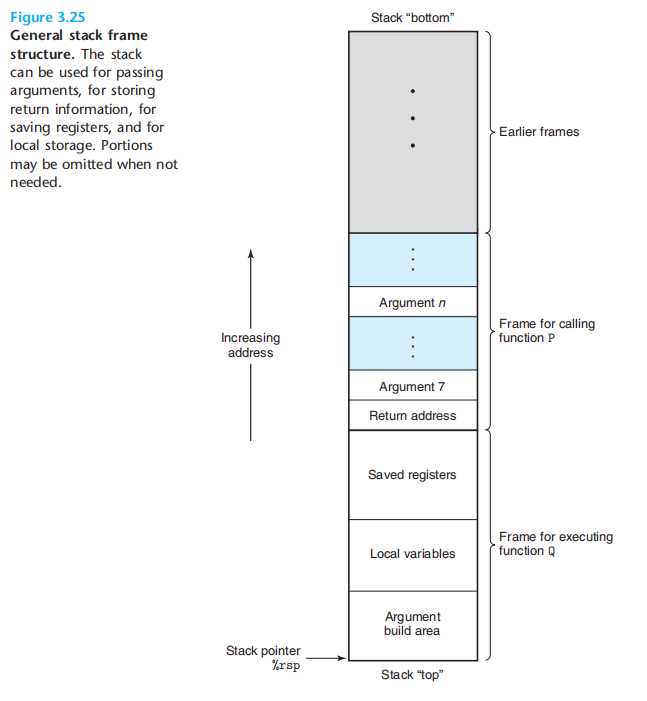 Figure 3.25
General stack frame
structure. The stack
can be used for passing
arguments, for storing
return information, for
saving registers, and for
local storage. Portions
may be omitted when not
needed.
Stack “bottom”
Earlier frames
Increasing
address
Argument n
Frame for calling
function P
Argument 7
Return address
Saved registers
Local variables
Frame for executing
function Q
Argument
build area
Stack pointer
%rsp
Stack “top”